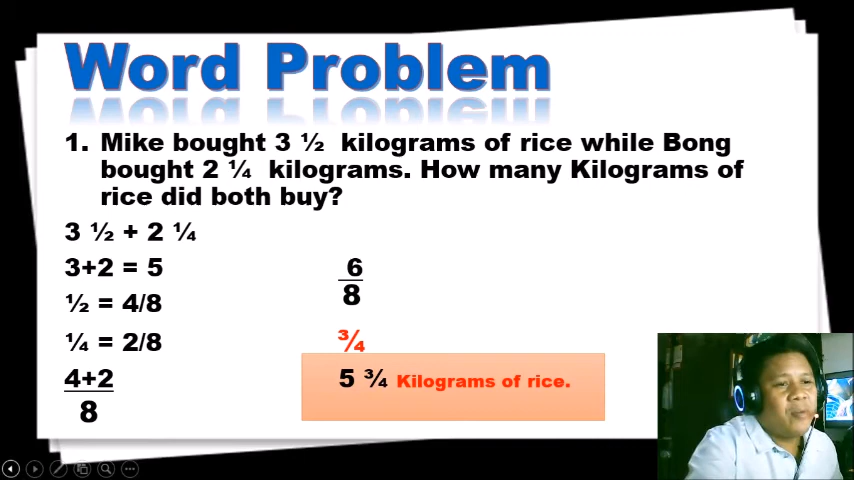 Word Problem
1. Mike bought 3 ½ kilograms of rice while Bong
bought 2 ¼ kilograms. How many Kilograms of
rice did both buy?
3 ½ + 2 ¼
3+2 = 5
½ = 4/8
¼ = 2/8
4+2
8
6
8
¾
5 ¾ Kilograms of rice.